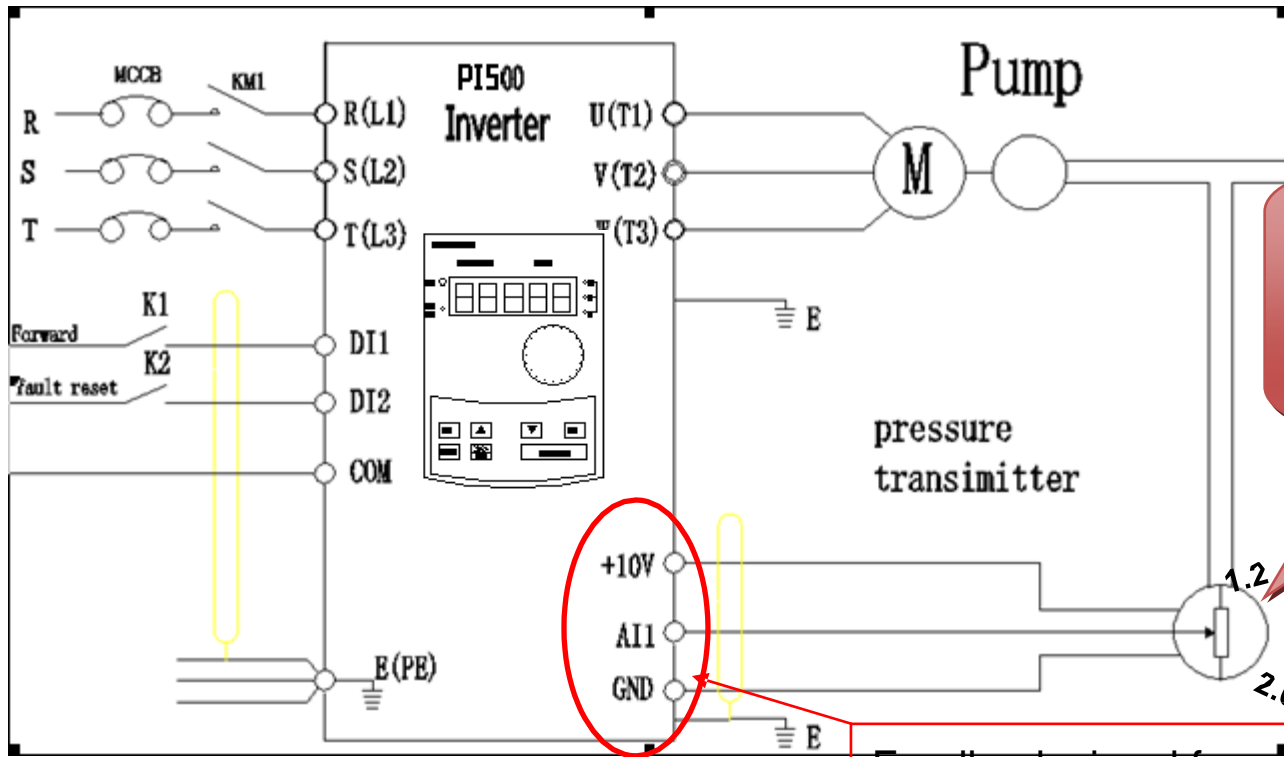 Pump
MCCB
KM1
PI500
Inverter
R
R(L1)
U(T1)
S
S(L2)
V(T2)
M
T
T(L3)
W(T3)
K1
E
Forward
DI1
K2
fault reset
DI2
pressure
transimitter
COM
+10V
1.2
AI1
E(PE)
GND
E